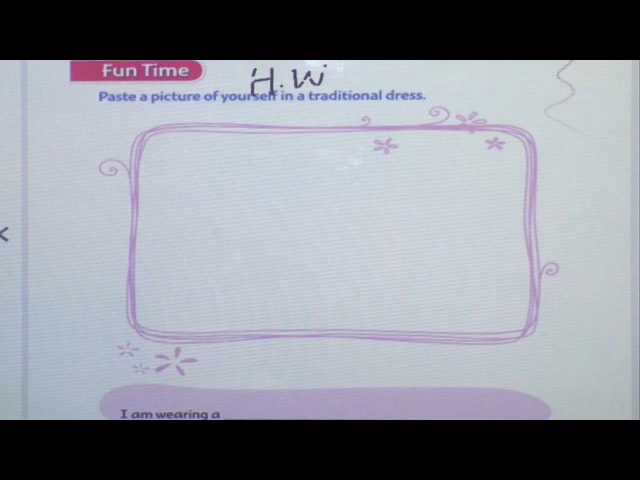 Fun Time
H.W
Paste a picture of yourself in a traditional dress.
I am wearing a